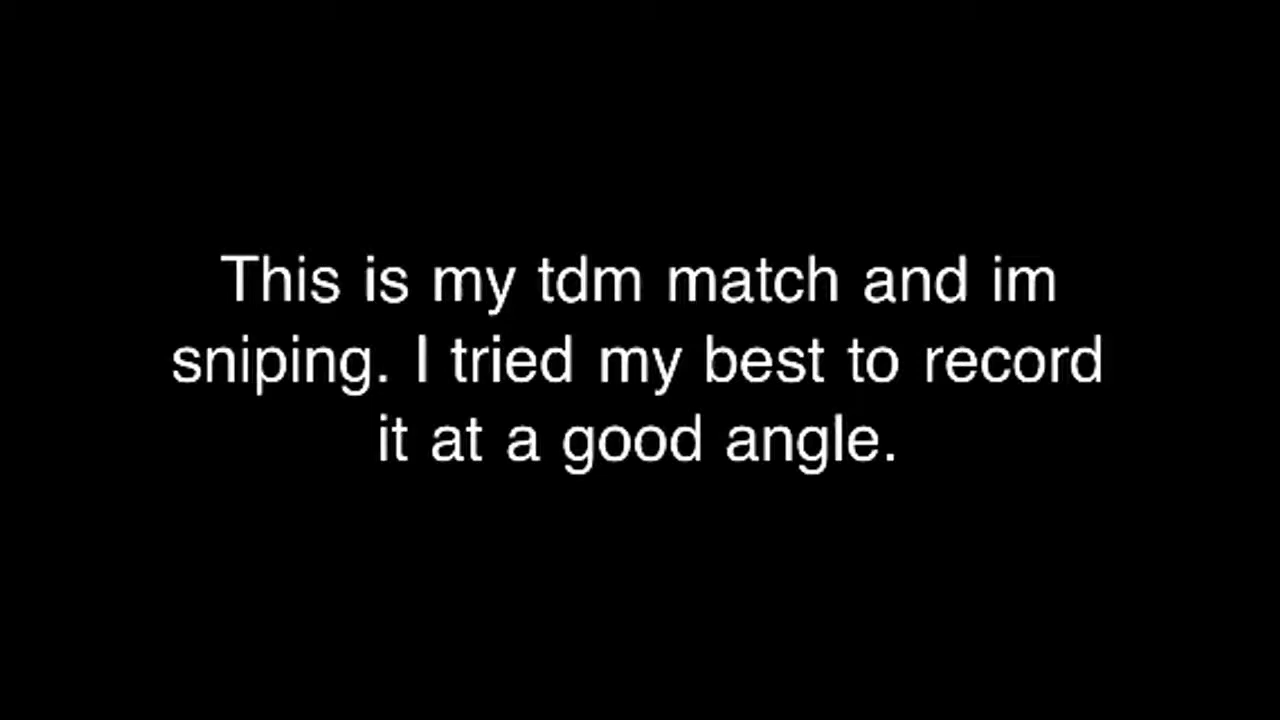 This is my tdm match and im
sniping. I tried my best to record
it at a good angle.